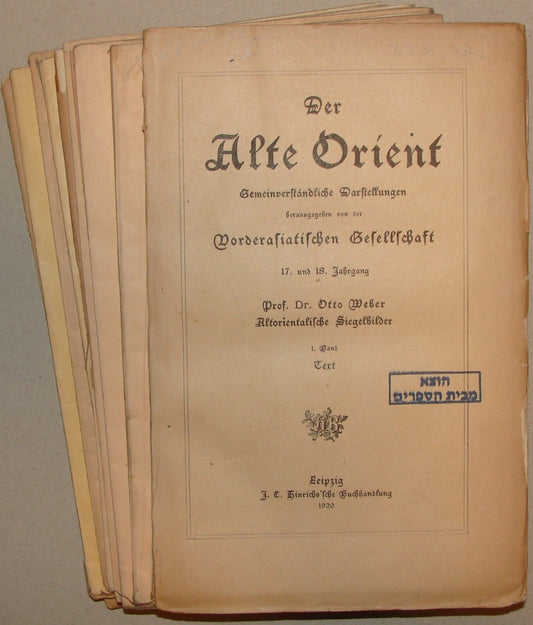 Der
Alte Orient
Gemeinverständliche Darstellungen
herausgegeben von der
Vorderasiatischen Gesellschaft
17. und 18. Jahrgang
Prof. Dr. Otto Weber
Altorientalische Siegelbilder
1. Band
Text
הוצא
מבית הספרים
HB
Leipzig
J. C. Hinrichs'sche Buchhandlung
1920